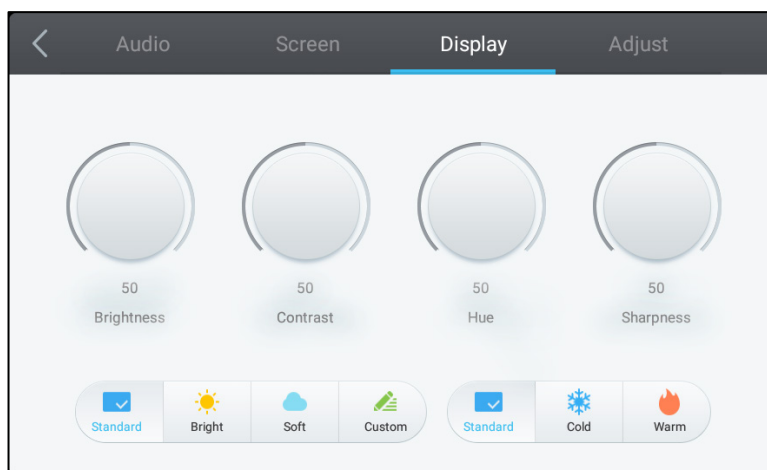 Audio Screen Display Adjust
50 50 50 50
Brightness Contrast Hue Sharpness
Standard Bright Soft Custom Standard Cold Warm